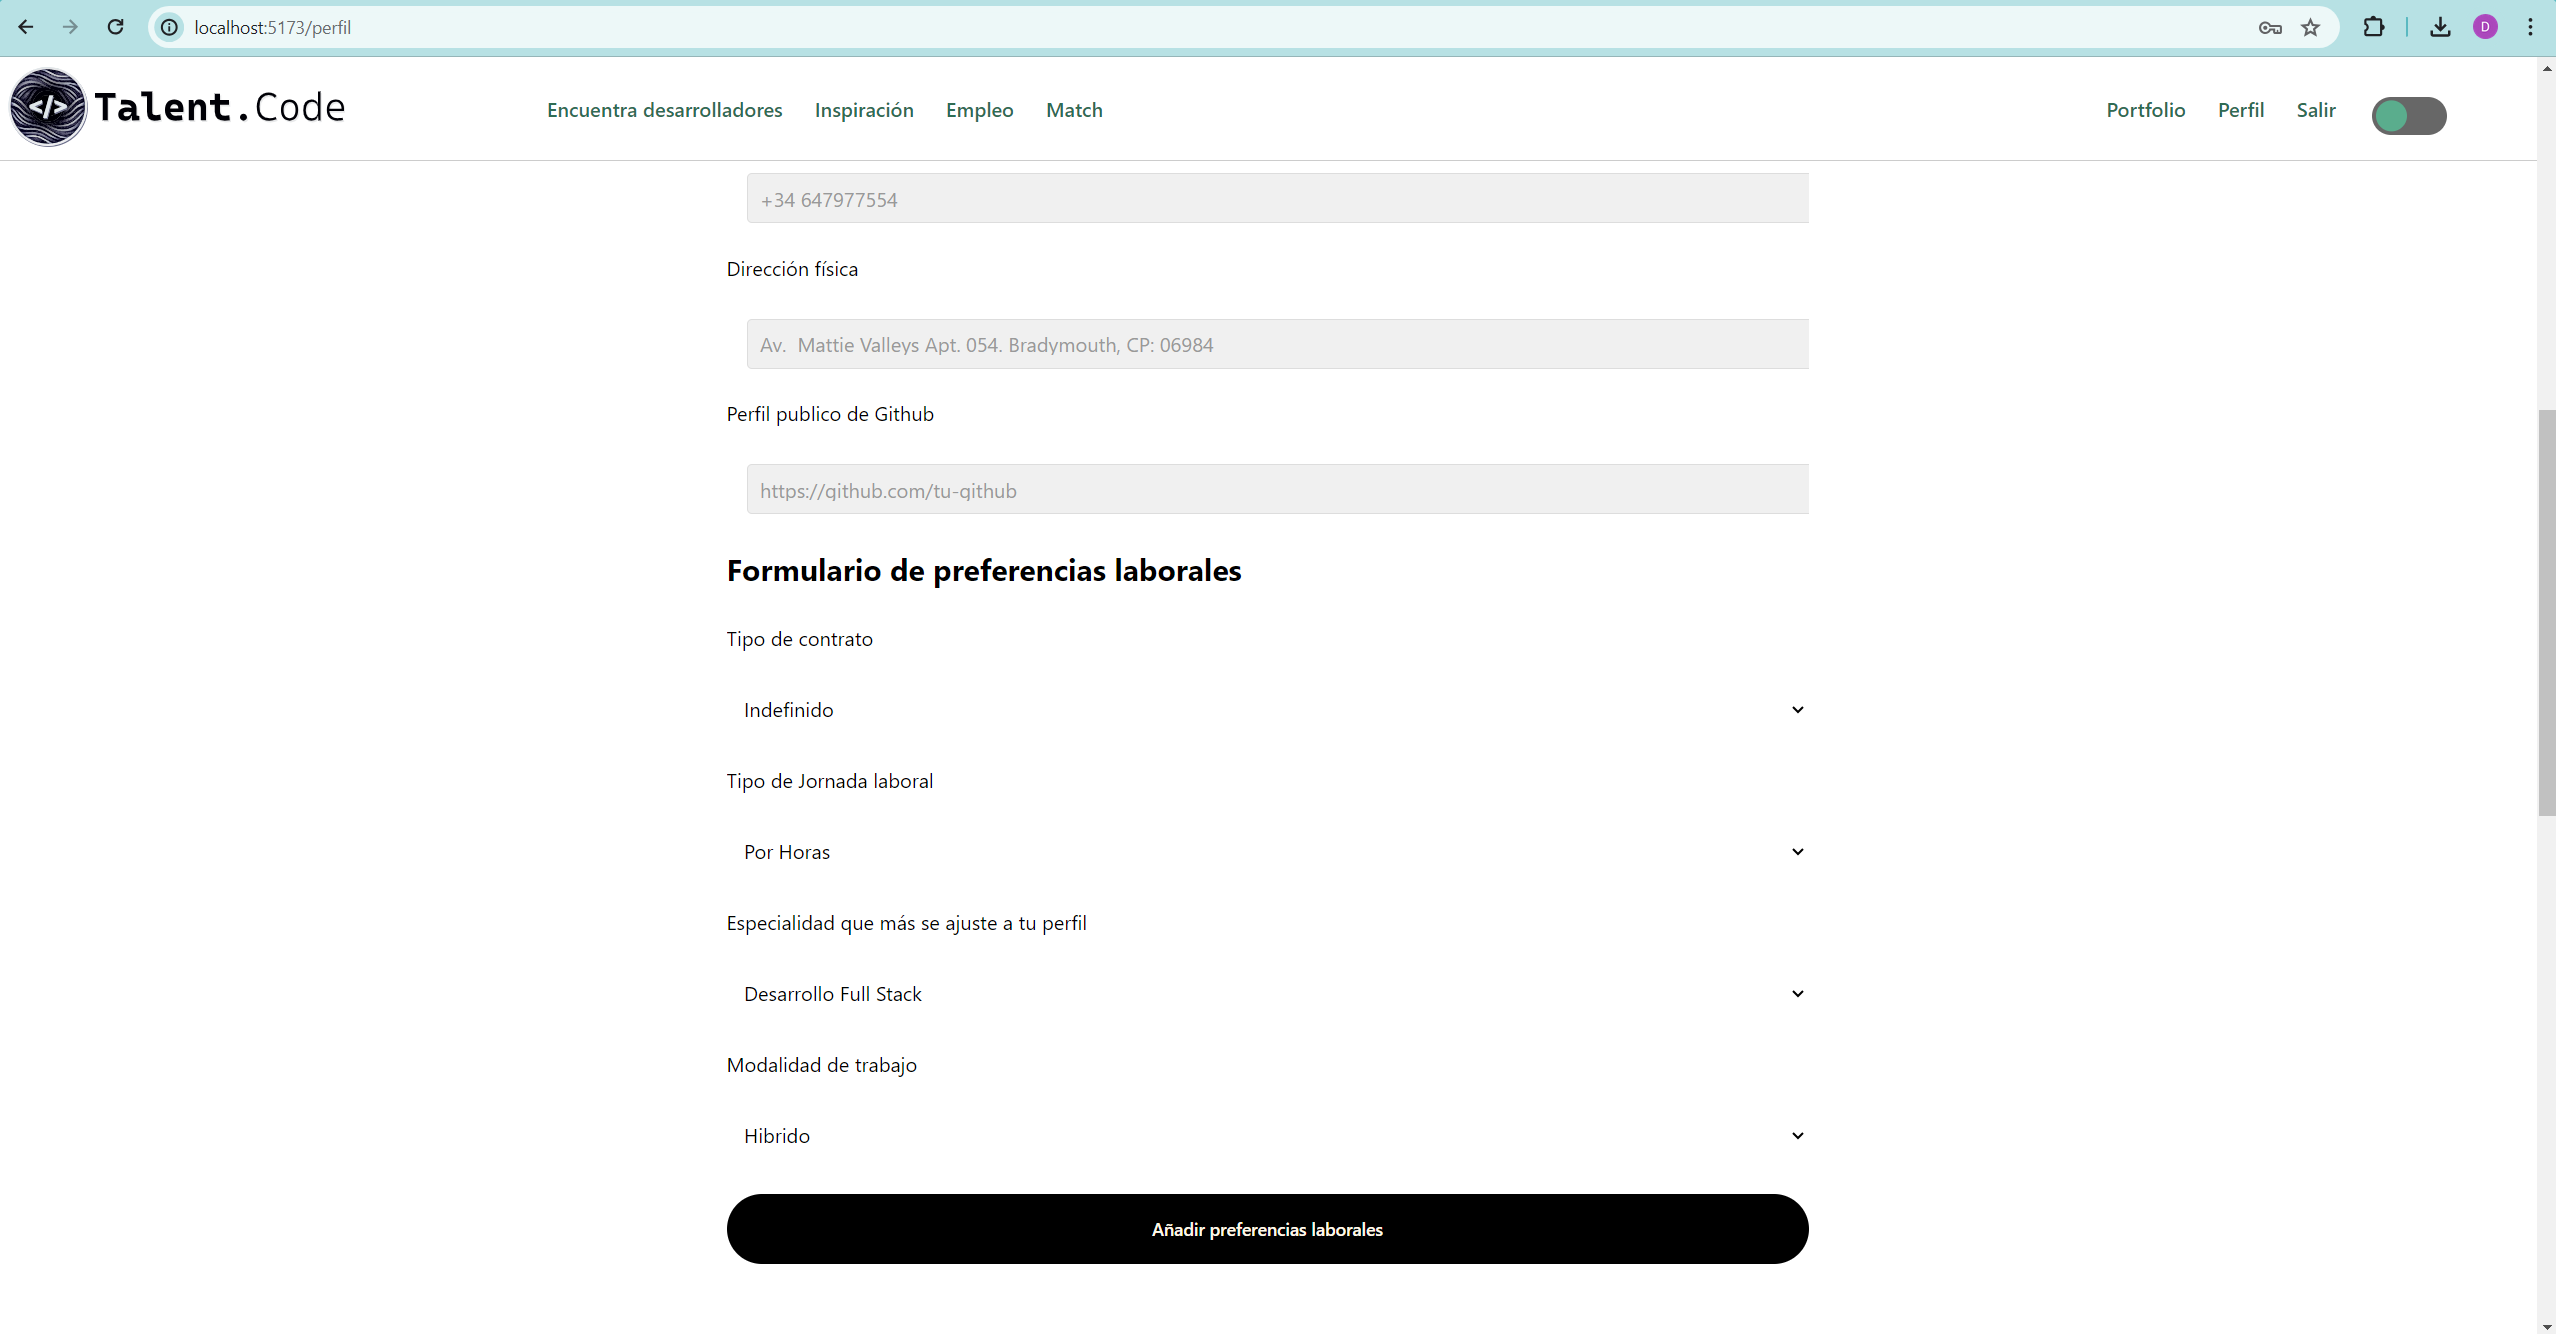 localhost:5173/perfil
D
</> Talent.Code
Encuentra desarrolladores Inspiración Empleo Match
Portfolio Perfil Salir
+34 647977554
Dirección física
Av. Mattie Valleys Apt. 054. Bradymouth, CP: 06984
Perfil publico de Github
https://github.com/tu-github
Formulario de preferencias laborales
Tipo de contrato
Indefinido
Tipo de Jornada laboral
Por Horas
Especialidad que más se ajuste a tu perfil
Desarrollo Full Stack
Modalidad de trabajo
Hibrido
Añadir preferencias laborales